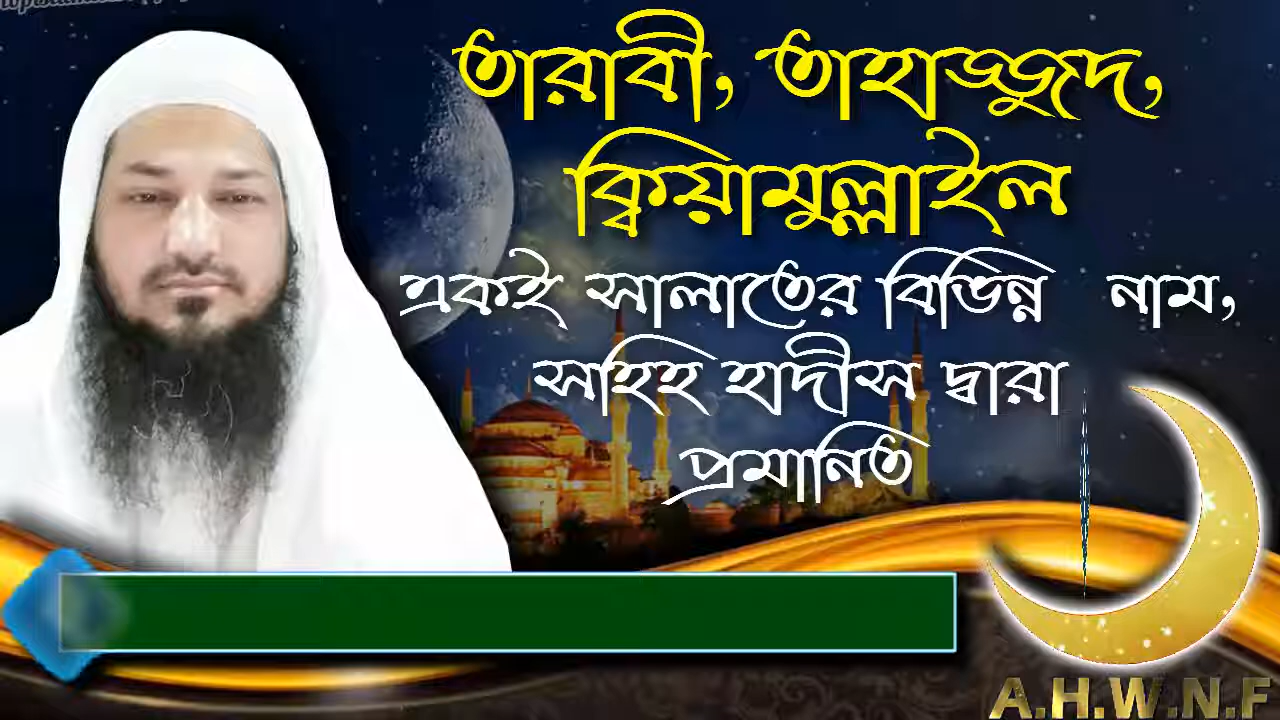 তারাবী, তাহাজ্জুদ,
ক্বিয়ামুল্লাইল
একই সালাতের বিভিন্ন নাম,
সহিহ হাদীস দ্বারা
প্রমানিত
A.H.W.N.F